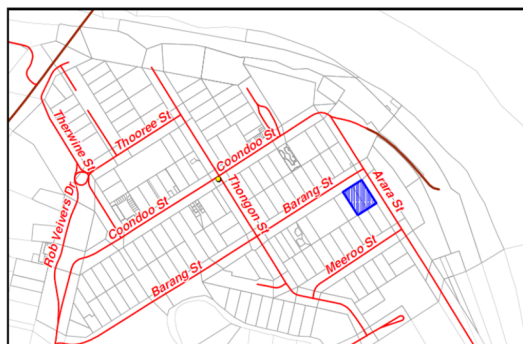 Therwine St
Thooree St
Coondoo St
Rob Veivers Dr
Coondoo St
Thongon St
Barang St
Arara St
Barang St
Meeroo St